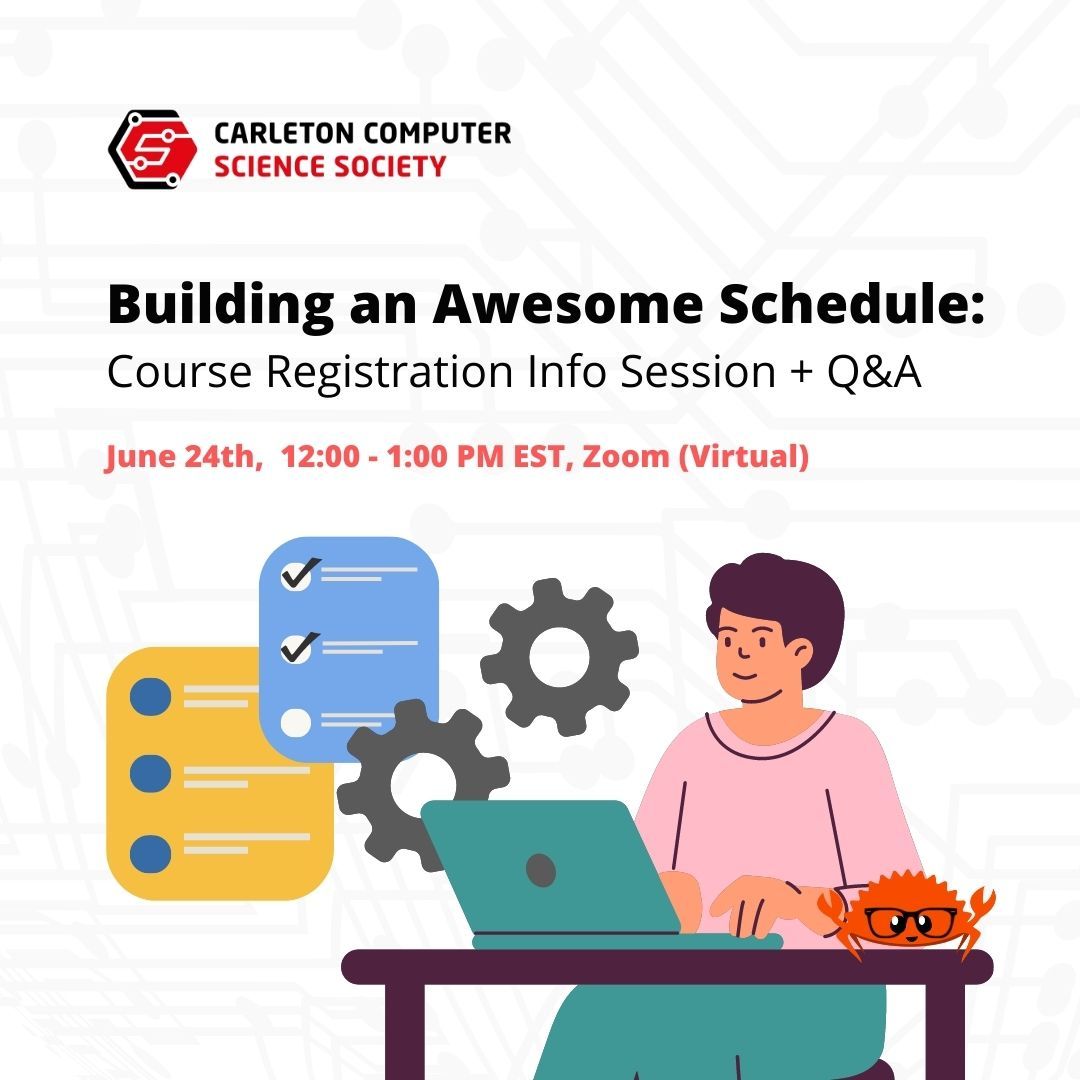 CARLETON COMPUTER
SCIENCE SOCIETY
Building an Awesome Schedule:
Course Registration Info Session + Q&A
June 24th,  12:00 - 1:00 PM EST, Zoom (Virtual)